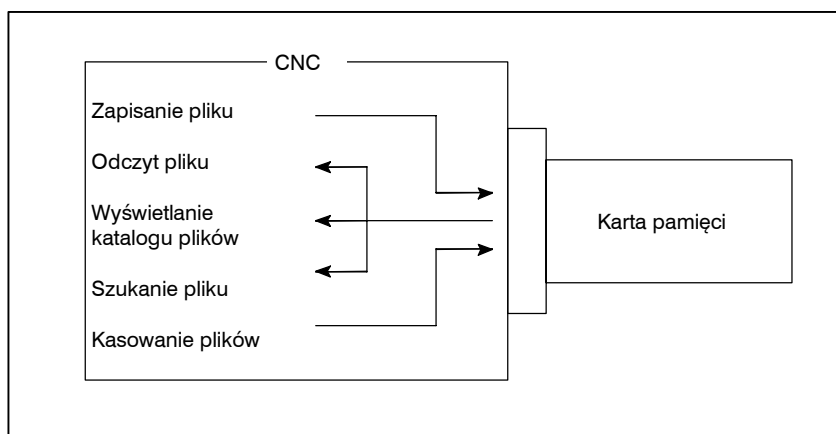 CNC
Zapisanie pliku
Odczyt pliku
Wyświetlanie
katalogu plików
Szukanie pliku
Kasowanie plików
Karta pamięci